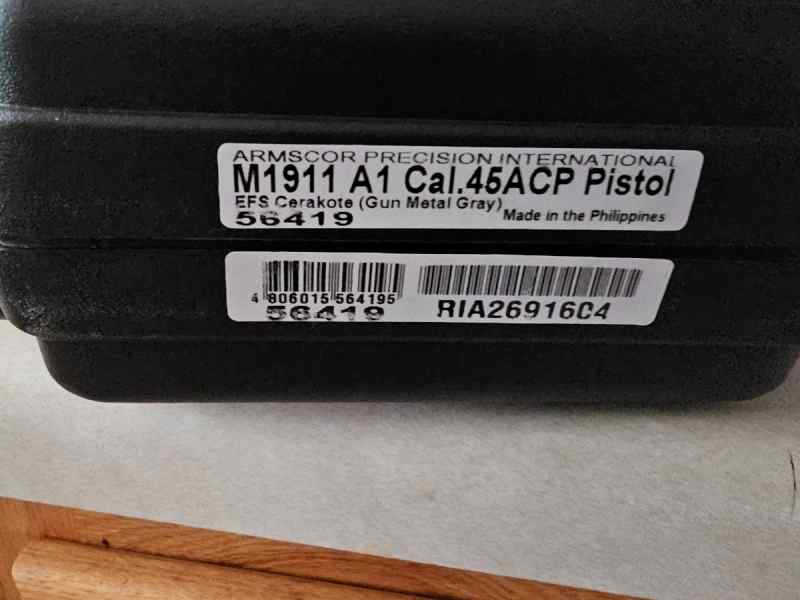 ARMSCOR PRECISION INTERNATIONAL
M1911 A1 Cal.45ACP Pistol
EFS Cerakote (Gun Metal Gray)
56419
Made in the Philippines
4 806015 564195
56419
RIA2691604